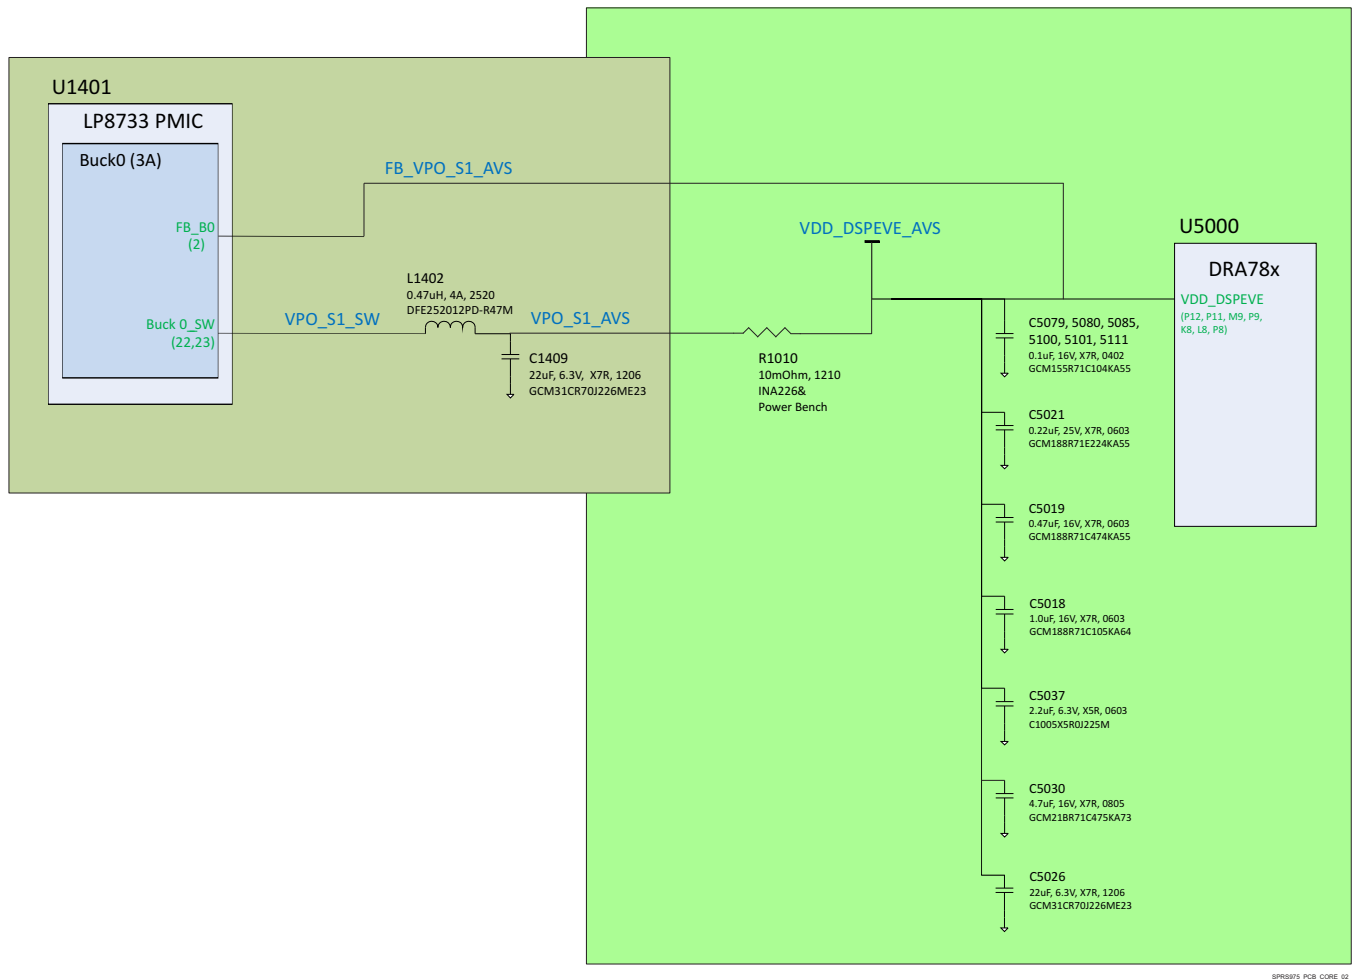 U1401
LP8733 PMIC
Buck0 (3A)
FB_B0
(2)
Buck 0_SW
(22,23)
FB_VPO_S1_AVS
VPO_S1_SW
L1402
0.47uH, 4A, 2520
DFE252012PD-R47M
VPO_S1_AVS
C1409
22uF, 6.3V, X7R, 1206
GCM31CR70J226ME23
R1010
10mOhm, 1210
INA226&
Power Bench
VDD_DSPEVE_AVS
U5000
DRA78x
VDD_DSPEVE
(P12, P11, M9, P9,
K8, L8, P8)
C5079, 5080, 5085,
5100, 5101, 5111
0.1uF, 16V, X7R, 0402
GCM155R71C104KA55
C5021
0.22uF, 25V, X7R, 0603
GCM188R71E224KA55
C5019
0.47uF, 16V, X7R, 0603
GCM188R71C474KA55
C5018
1.0uF, 16V, X7R, 0603
GCM188R71C105KA64
C5037
2.2uF, 6.3V, X5R, 0603
C1005X5R0J225M
C5030
4.7uF, 16V, X7R, 0805
GCM21BR71C475KA73
C5026
22uF, 6.3V, X7R, 1206
GCM31CR70J226ME23
SPRS975_PCB_CORE_02